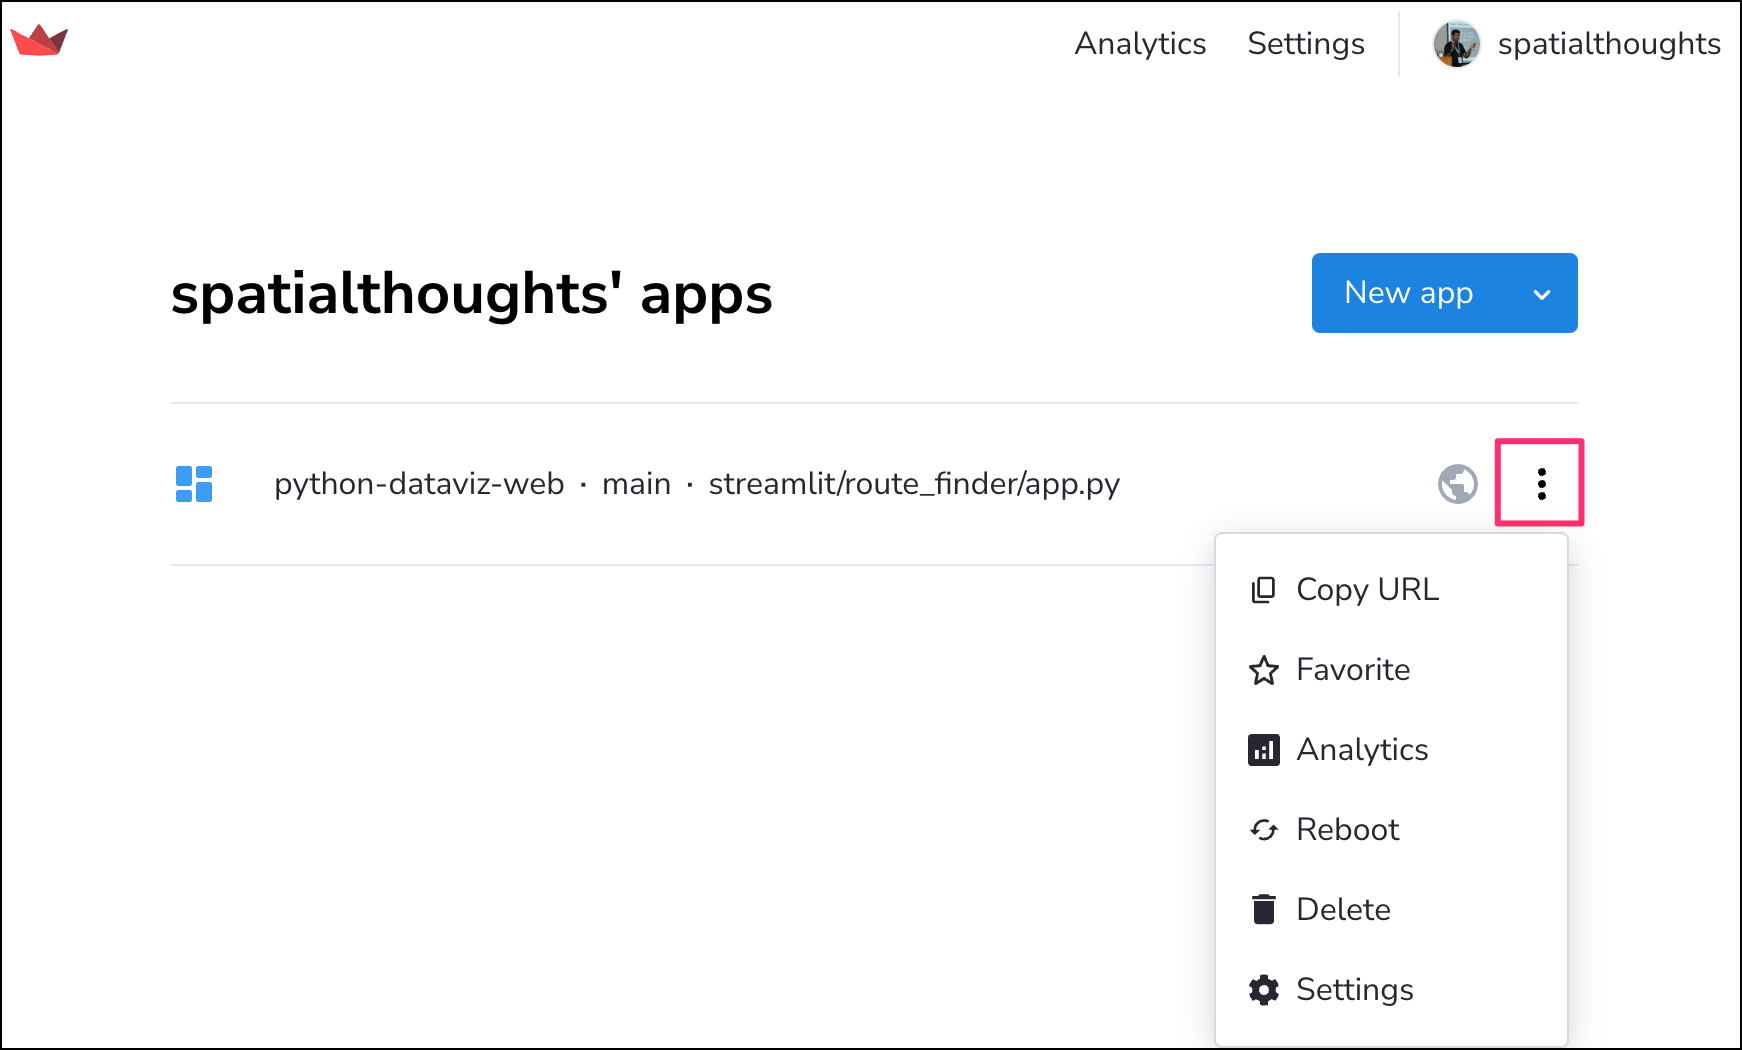 Analytics Settings spatialthoughts
spatialthoughts' apps
New app
python-dataviz-web · main · streamlit/route_finder/app.py
Copy URL
Favorite
Analytics
Reboot
Delete
Settings